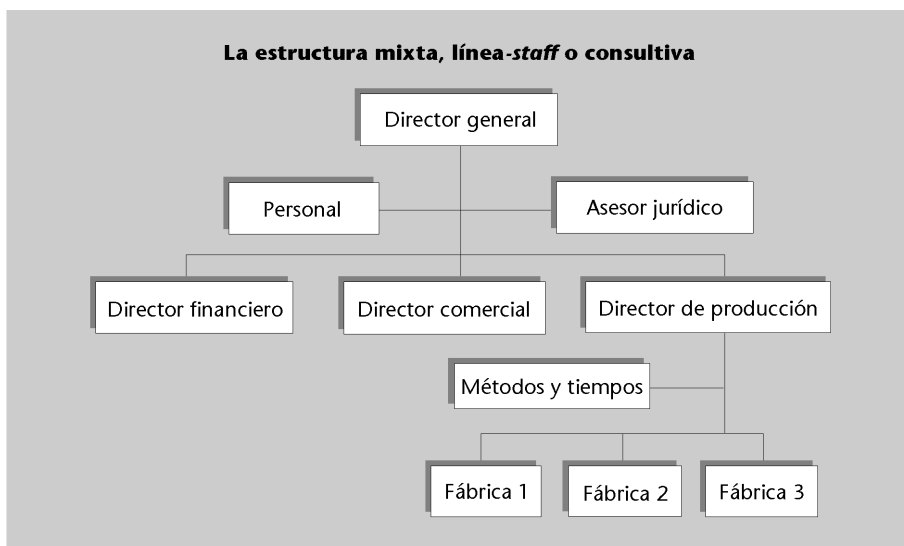 La estructura mixta, línea-staff o consultiva
Director general
Personal
Asesor jurídico
Director financiero
Director comercial
Director de producción
Métodos y tiempos
Fábrica 1
Fábrica 2
Fábrica 3